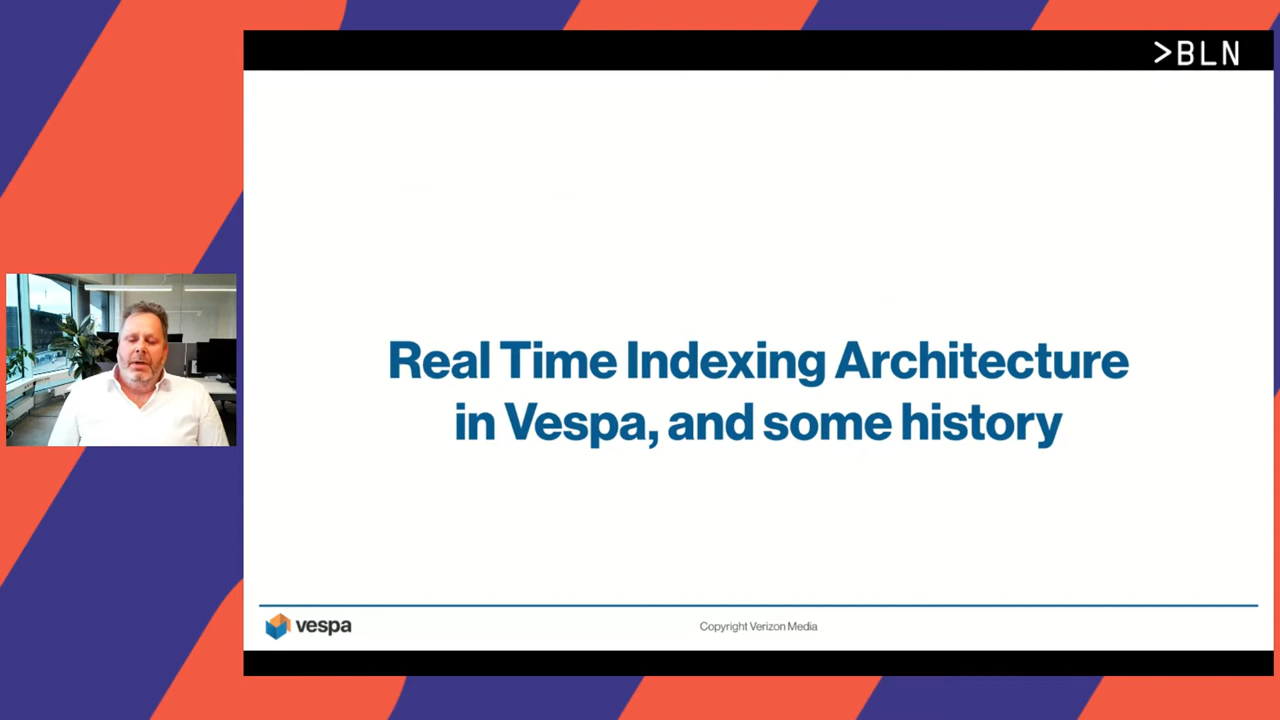 >BLN
Real Time Indexing Architecture
in Vespa, and some history
vespa
Copyright Verizon Media